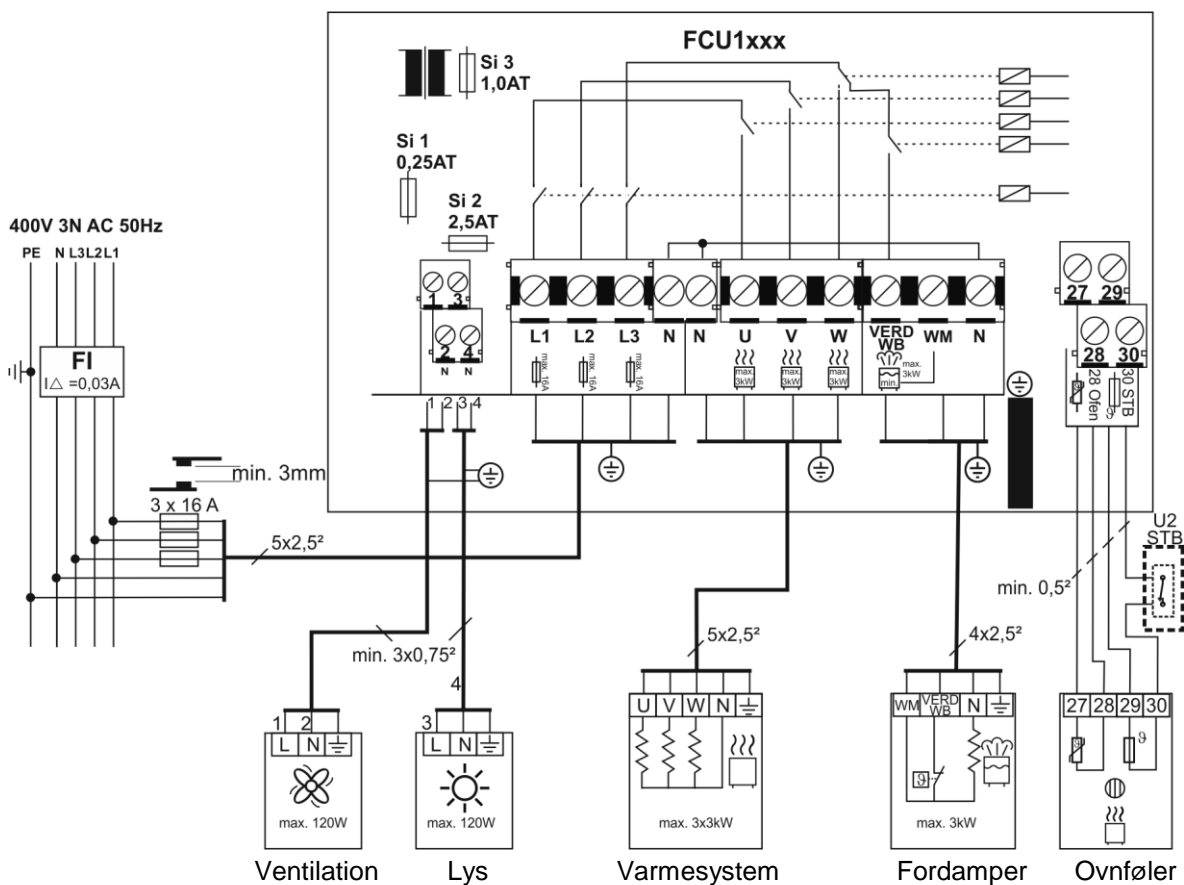 FCU1xxx
Si 3
1,0AT
Si 1
0,25AT
Si 2
2,5AT
400V 3N AC 50Hz
PE N L3 L2 L1
FI
I△ =0,03A
1 3
2 4
N N
L1 L2 L3 N N U V W VERD WB WM N
max. 16A
max. 16A
max. 16A
max. 3kW
max. 3kW
max. 3kW
min.
max. 3kW
27 29
28 30
28 Ofen
30 STB
ϑ
1 2 3 4
min. 3mm
3 x 16 A
5x2,5²
min. 3x0,75²
5x2,5²
4x2,5²
min. 0,5²
U2
STB
1 2
L N
max. 120W
4
3
L N
max. 120W
U V W N
max. 3x3kW
WM VERD WB N
ϑ
max. 3kW
27 28 29 30
ϑ
Ventilation Lys Varmesystem Fordamper Ovnføler